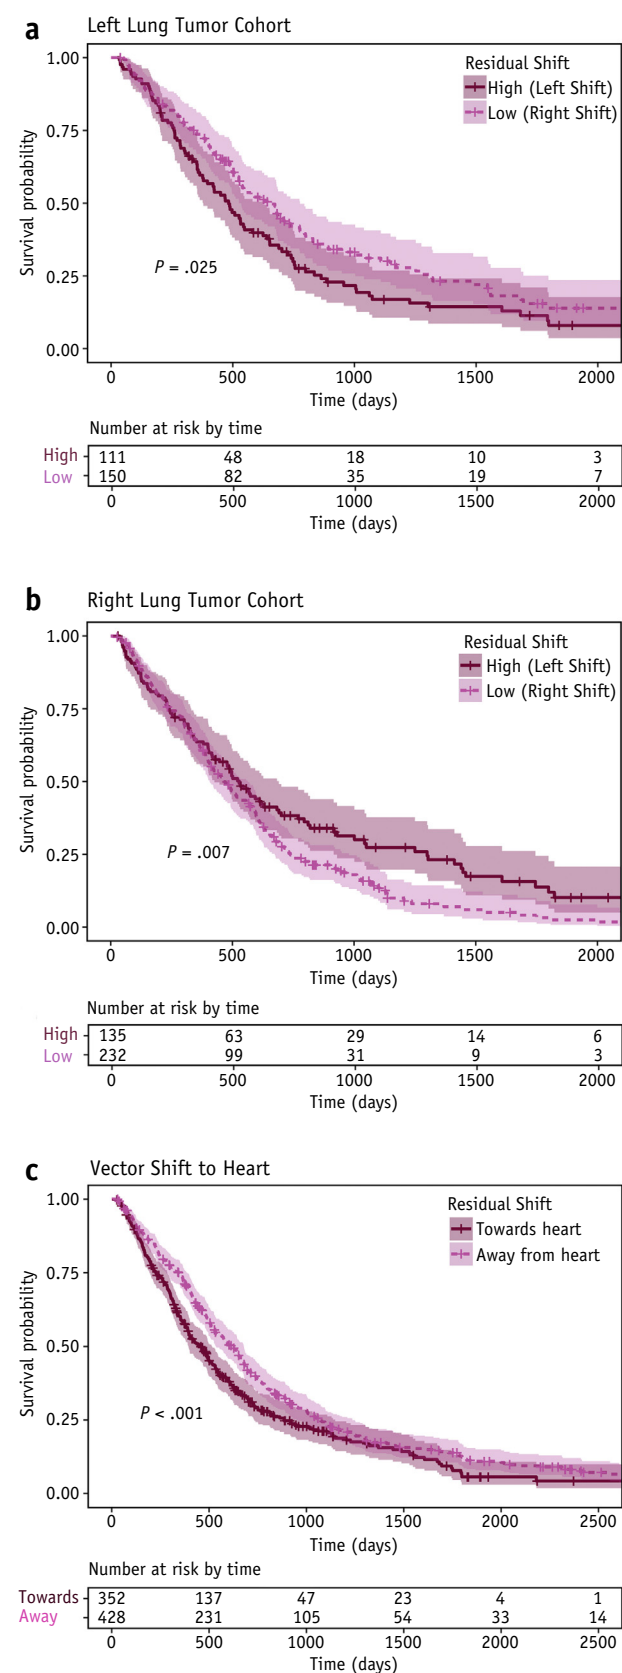 a Left Lung Tumor Cohort
Residual Shift
High (Left Shift)
Low (Right Shift)
Survival probability
1.00
0.75
0.50
0.25
0.00
P = .025
0 500 1000 1500 2000
Time (days)
Number at risk by time
High 111 48 18 10 3
Low 150 82 35 19 7
0 500 1000 1500 2000
Time (days)
b Right Lung Tumor Cohort
Residual Shift
High (Left Shift)
Low (Right Shift)
Survival probability
1.00
0.75
0.50
0.25
0.00
P = .007
0 500 1000 1500 2000
Time (days)
Number at risk by time
High 135 63 29 14 6
Low 232 99 31 9 3
0 500 1000 1500 2000
Time (days)
c Vector Shift to Heart
Residual Shift
Towards heart
Away from heart
Survival probability
1.00
0.75
0.50
0.25
0.00
P < .001
0 500 1000 1500 2000 2500
Time (days)
Number at risk by time
Towards 352 137 47 23 4 1
Away 428 231 105 54 33 14
0 500 1000 1500 2000 2500
Time (days)